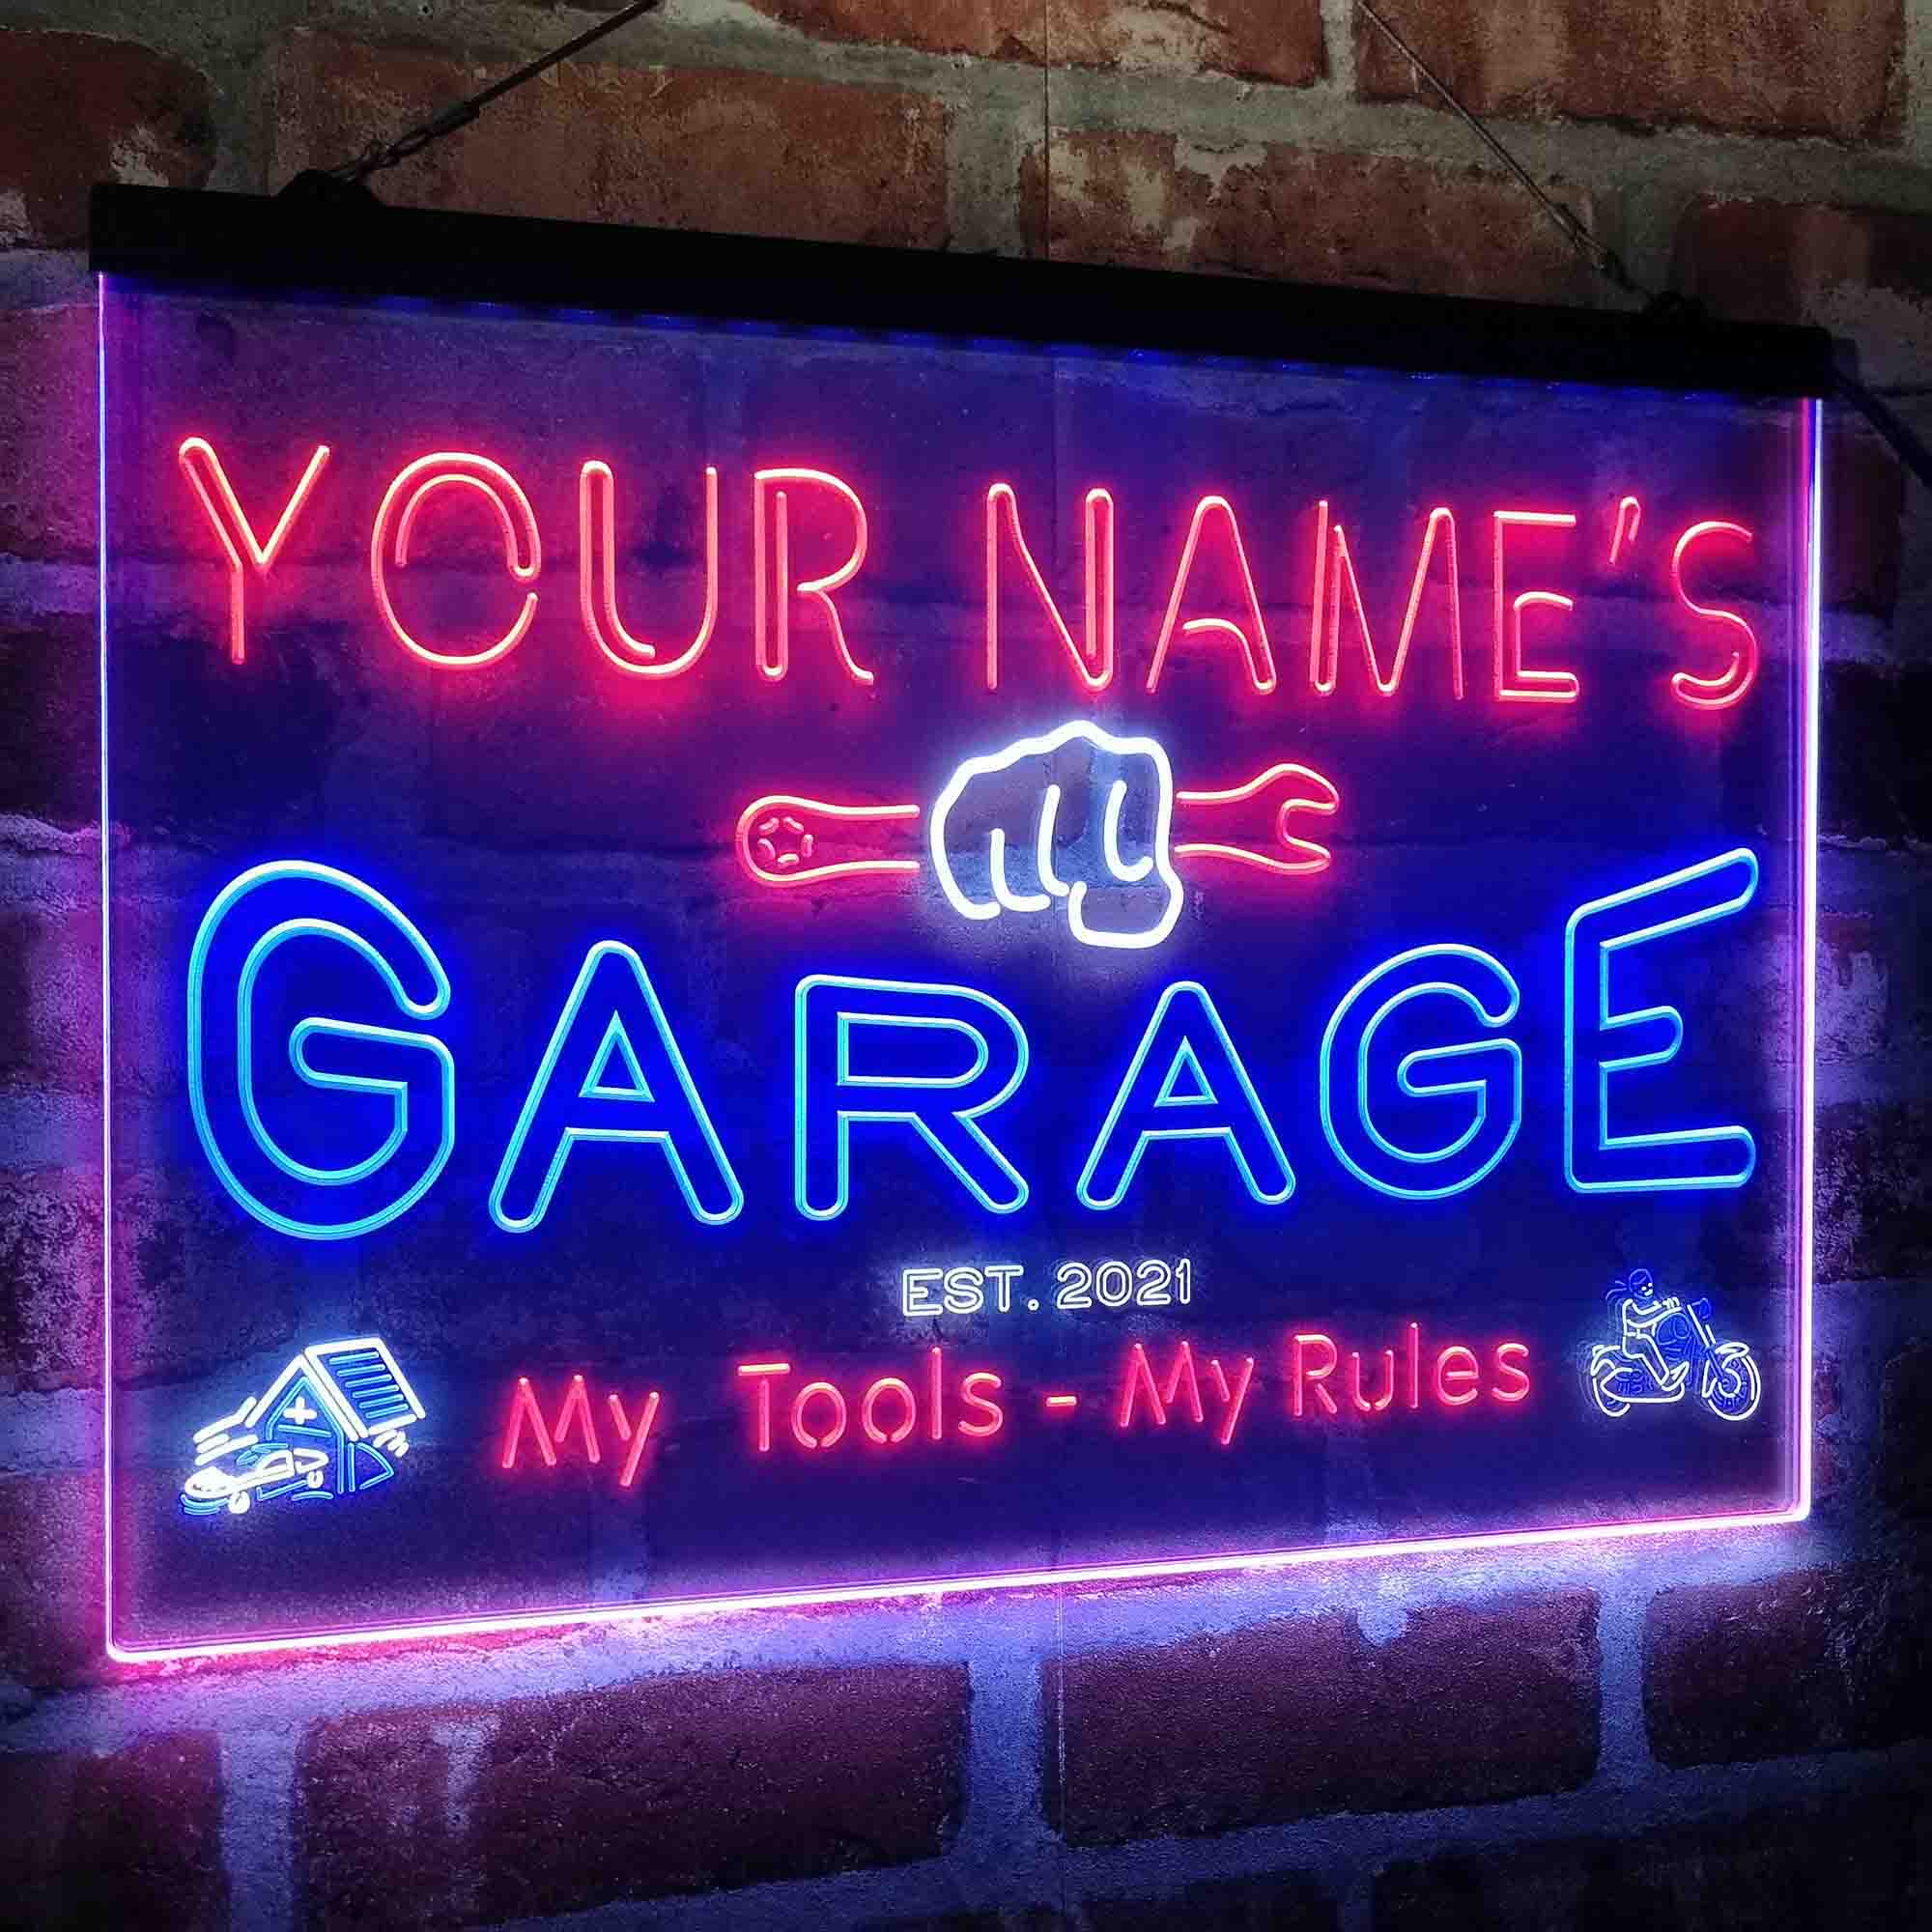 YOUR NAME'S
GARAGE
EST. 2021
My Tools - My Rules